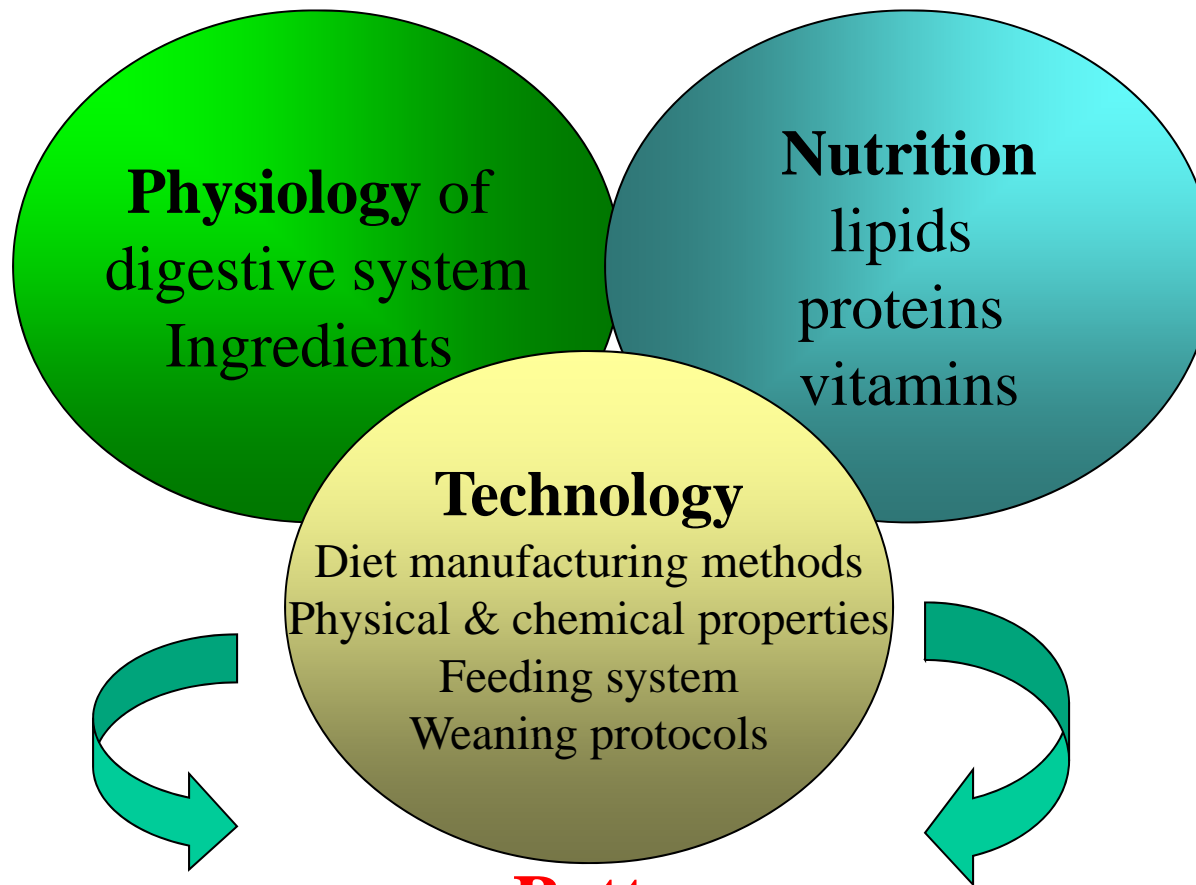 Physiology of
digestive system
Ingredients
Nutrition
lipids
proteins
vitamins
Technology
Diet manufacturing methods
Physical & chemical properties
Feeding system
Weaning protocols